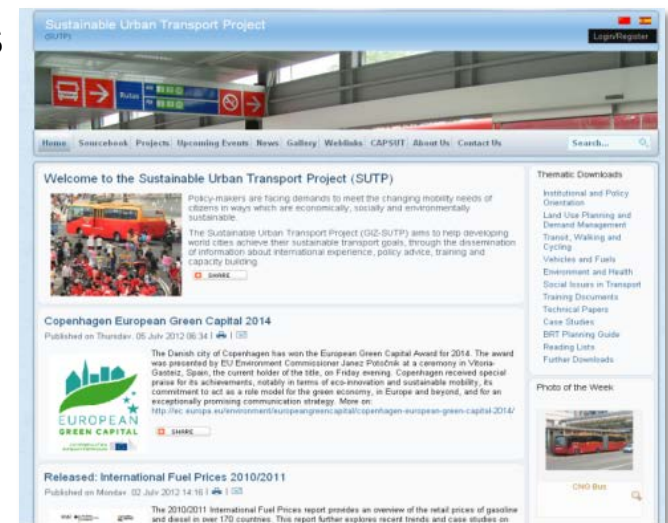 Sustainable Urban Transport Project
(SUTP)
Login/Register
Rutas
Home Sourcebook Projects Upcoming Events News Gallery Weblinks CAPSUT About Us Contact Us
Search...
Welcome to the Sustainable Urban Transport Project (SUTP)
Policy-makers are facing demands to meet the changing mobility needs of
citizens in ways which are economically, socially and environmentally
sustainable.
The Sustainable Urban Transport Project (GIZ-SUTP) aims to help developing
world cities achieve their sustainable transport goals, through the dissemination
of information about international experience, policy advice, training and
capacity building.
SHARE
Copenhagen European Green Capital 2014
Published on Thursday, 05 July 2012 06:34
The Danish city of Copenhagen has won the European Green Capital Award for 2014. The award
was presented by EU Environment Commissioner Janez Potočnik at a ceremony in Vitoria-
Gasteiz, Spain, the current holder of the title, on Friday evening. Copenhagen received special
praise for its achievements, notably in terms of eco-innovation and sustainable mobility, its
commitment to act as a role model for the green economy, in Europe and beyond, and for an
exceptionally promising communication strategy. More on:
http://ec.europa.eu/environment/europeangreencapital/copenhagen-european-green-capital-2014/
EUROPEAN
GREEN CAPITAL
SHARE
Released: International Fuel Prices 2010/2011
Published on Monday, 02 July 2012 14:16
The 2010/2011 International Fuel Prices report provides an overview of the retail prices of gasoline
and diesel in over 170 countries. This report further explores recent trends and case studies on
Thematic Downloads
Institutional and Policy
Orientation
Land Use Planning and
Demand Management
Transit, Walking and
Cycling
Vehicles and Fuels
Environment and Health
Social Issues in Transport
Training Documents
Technical Papers
Case Studies
BRT Planning Guide
Reading Lists
Further Downloads
Photo of the Week
CNG Bus